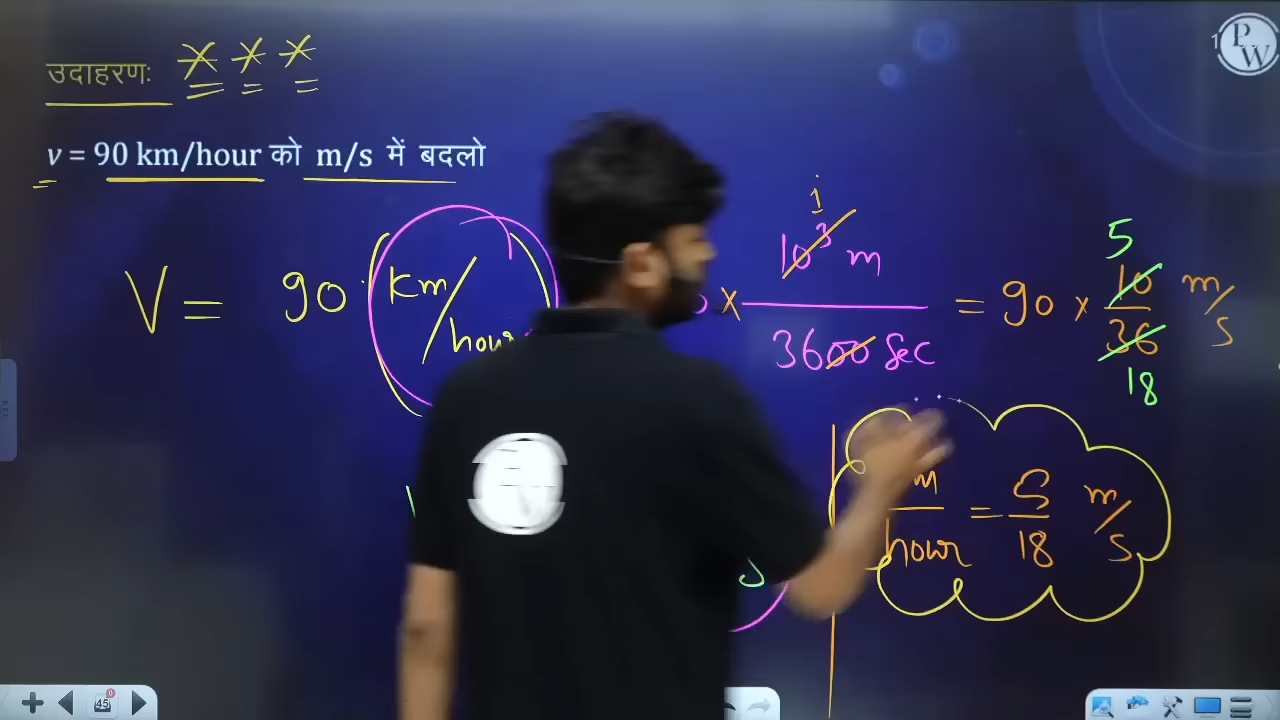 उदाहरणः
v = 90 km/hour को m/s में बदलो
V = 90 (km/hour
× 10³ m / 3600 sec = 90 × 10/36 m/s
1
5
18
m/hour = 5/18 m/s
PW
45